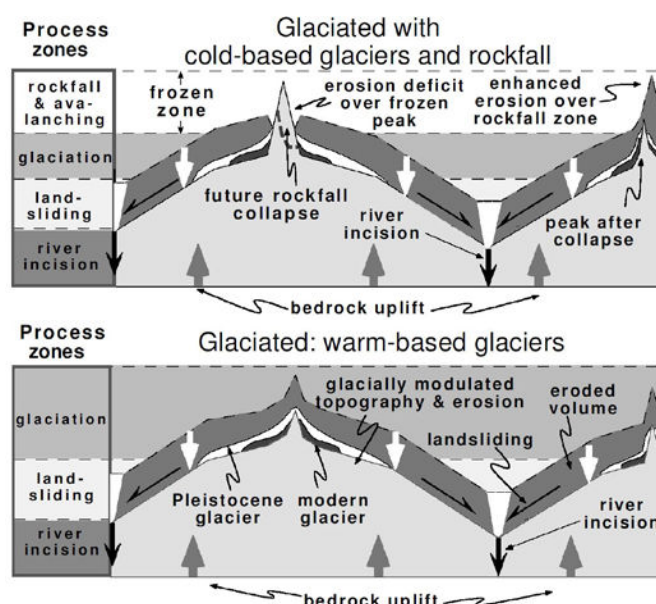 Process
zones
Glaciated with
cold-based glaciers and rockfall
rockfall
& ava-
lanching
frozen
zone
erosion deficit
over frozen
peak
enhanced
erosion over
rockfall zone
glaciation
land-
sliding
future rockfall
collapse
river
incision
peak after
collapse
river
incision
bedrock uplift
Process
zones
Glaciated: warm-based glaciers
glaciation
glacially modulated
topography & erosion
eroded
volume
landsliding
land-
sliding
Pleistocene
glacier
modern
glacier
river
incision
river
incision
bedrock uplift